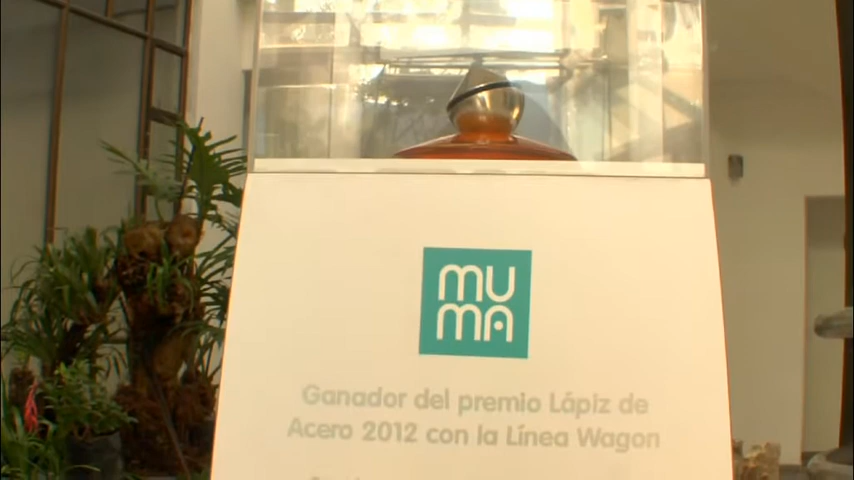 MU
MA
Ganador del premio Lápiz de
Acero 2012 con la línea Wagon